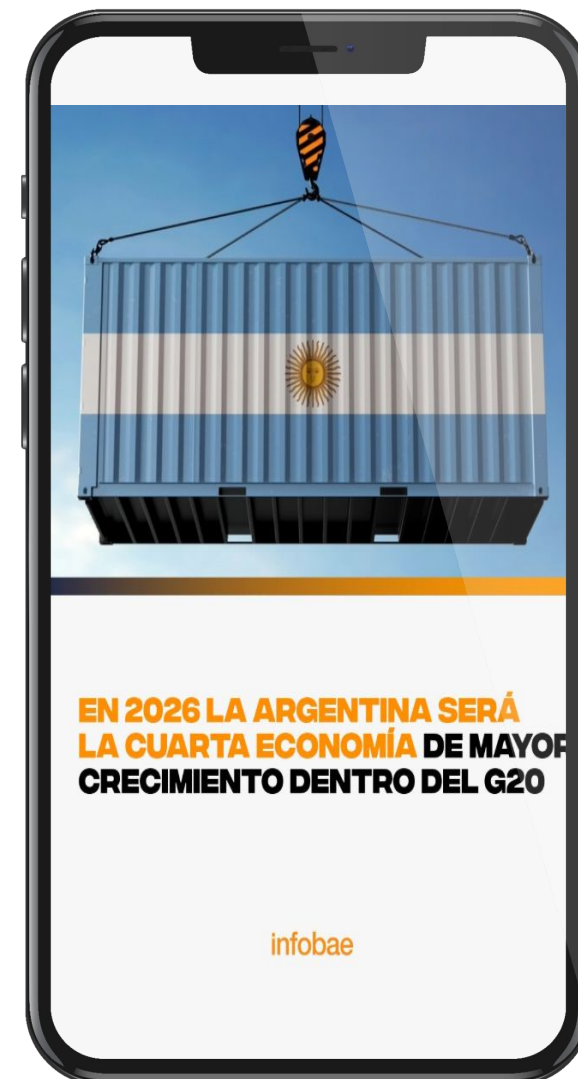 EN 2026 LA ARGENTINA SERÁ
LA CUARTA ECONOMÍA DE MAYOR
CRECIMIENTO DENTRO DEL G20
infobae